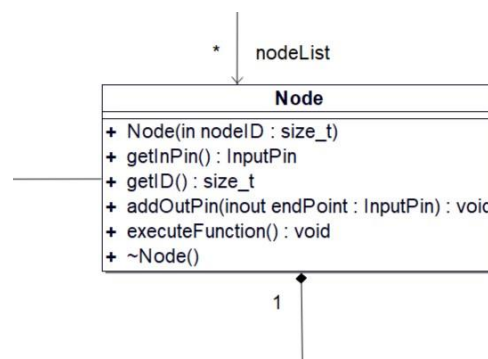 * nodeList
Node
+ Node(in nodeID : size_t)
+ getInPin() : InputPin
+ getID() : size_t
+ addOutPin(inout endPoint : InputPin) : void
+ executeFunction() : void
+ ~Node()
1